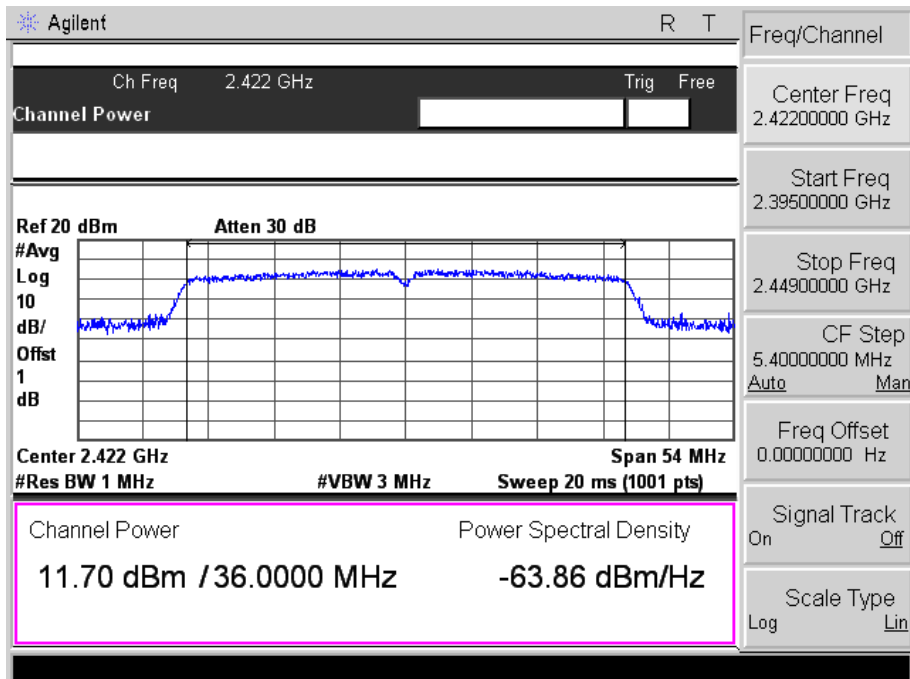 Agilent R T
Ch Freq 2.422 GHz Trig Free
Channel Power
Ref 20 dBm Atten 30 dB
#Avg
Log
10
dB/
Offst
1
dB
Center 2.422 GHz Span 54 MHz
#Res BW 1 MHz #VBW 3 MHz Sweep 20 ms (1001 pts)
Channel Power Power Spectral Density
11.70 dBm / 36.0000 MHz -63.86 dBm/Hz
Freq/Channel
Center Freq
2.42200000 GHz
Start Freq
2.39500000 GHz
Stop Freq
2.44900000 GHz
CF Step
5.40000000 MHz
Auto Man
Freq Offset
0.00000000 Hz
Signal Track
On Off
Scale Type
Log Lin